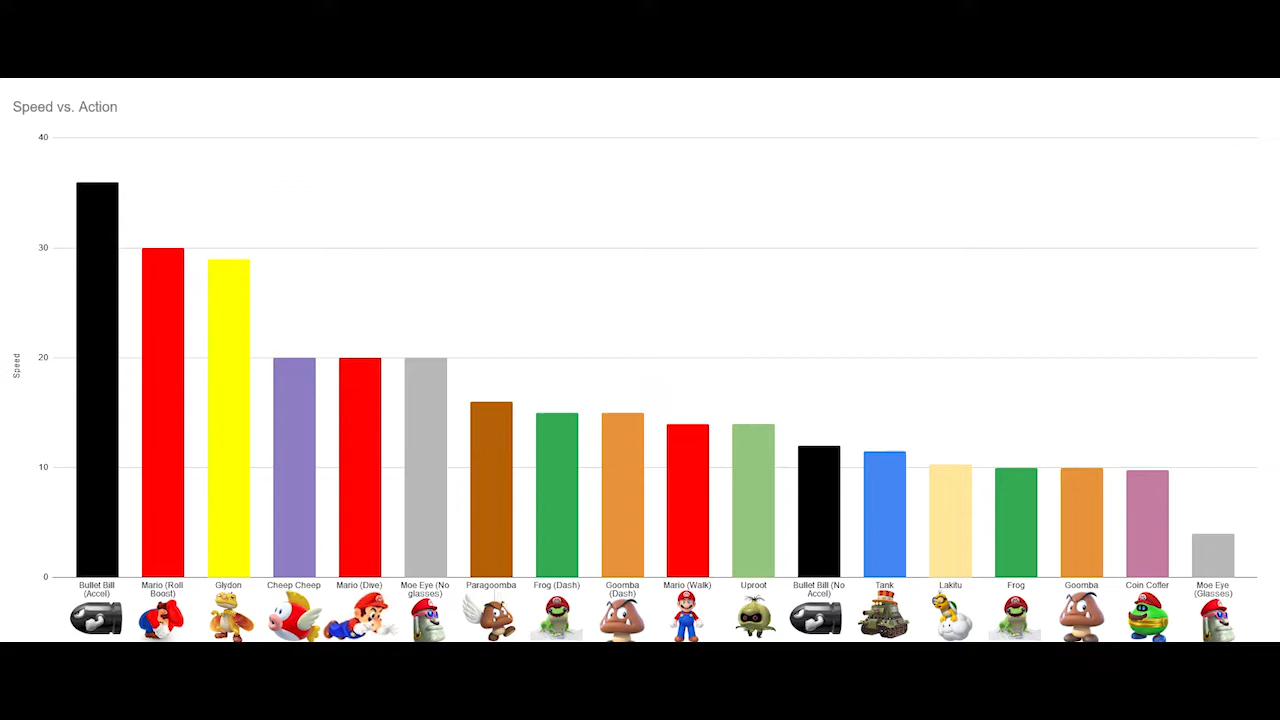 Speed vs. Action
40
30
20
10
0
Speed
Bullet Bill (Accel)
Mario (Roll Boost)
Glydon
Cheep Cheep
Mario (Dive)
Moe Eye (No glasses)
Paragoomba
Frog (Dash)
Goomba (Dash)
Mario (Walk)
Uproot
Bullet Bill (No Accel)
Tank
Lakitu
Frog
Goomba
Coin Coffer
Moe Eye (Glasses)